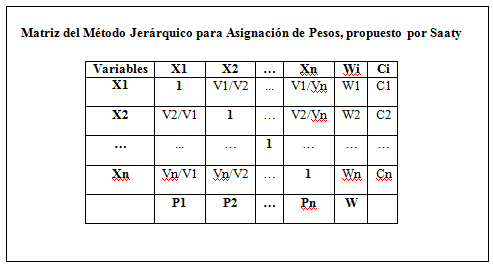 Matriz del Método Jerárquico para Asignación de Pesos, propuesto por Saaty
Variables X1 X2 … Xn Wi Ci
X1 1 V1/V2 ... V1/Vn W1 C1
X2 V2/V1 1 … V2/Vn W2 C2
… ... … 1 … … …
Xn Vn/V1 Vn/V2 … 1 Wn Cn
P1 P2 … Pn W